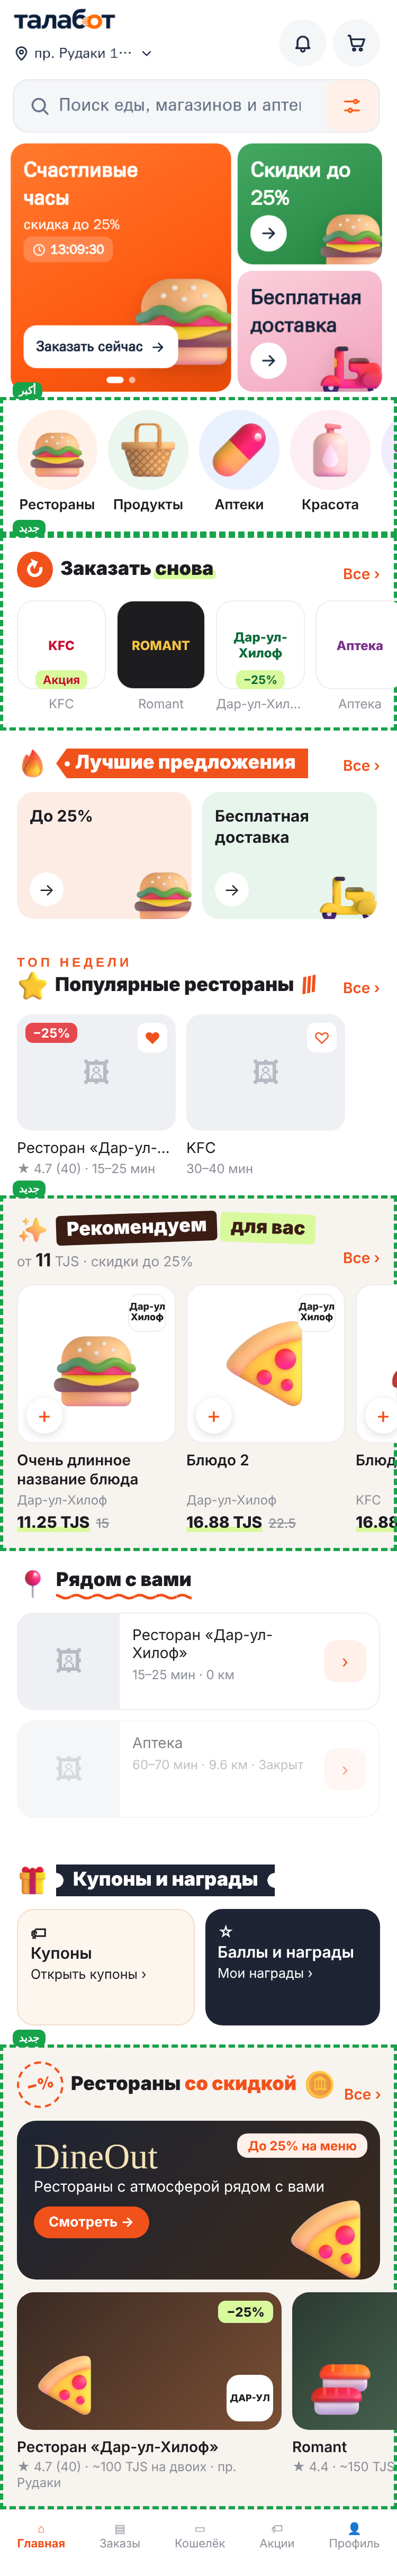 талабот
пр. Рудаки 1···
Поиск еды, магазинов и аптек
Счастливые
часы
скидка до 25%
13:09:30
Заказать сейчас →
Скидки до
25%
→
Бесплатная
доставка
→
أكبر
Рестораны Продукты Аптеки Красота
جديد
Заказать снова
Все ›
KFC
Акция
KFC
ROMANT
Romant
Дар-ул-
Хилоф
−25%
Дар-ул-Хил...
Аптека
Аптека
• Лучшие предложения
Все ›
До 25%
→
Бесплатная
доставка
→
ТОП НЕДЕЛИ
Популярные рестораны
Все ›
−25%
Ресторан «Дар-ул-...
★ 4.7 (40) · 15–25 мин
KFC
30–40 мин
جديد
Рекомендуем для вас
от 11 TJS · скидки до 25%
Все ›
Дар-ул
Хилоф
+
Очень длинное
название блюда
Дар-ул-Хилоф
11.25 TJS 15
Дар-ул
Хилоф
+
Блюдо 2
Дар-ул-Хилоф
16.88 TJS 22.5
+
Блюд
KFC
16.88
Рядом с вами
Ресторан «Дар-ул-
Хилоф»
15–25 мин · 0 км
›
Аптека
60–70 мин · 9.6 км · Закрыт
›
Купоны и награды
Купоны
Открыть купоны ›
☆
Баллы и награды
Мои награды ›
جديد
−%
Рестораны со скидкой
Все ›
DineOut
До 25% на меню
Рестораны с атмосферой рядом с вами
Смотреть →
−25%
ДАР-УЛ
Ресторан «Дар-ул-Хилоф»
★ 4.7 (40) · ~100 TJS на двоих · пр.
Рудаки
Romant
★ 4.4 · ~150 TJS
Главная Заказы Кошелёк Акции Профиль